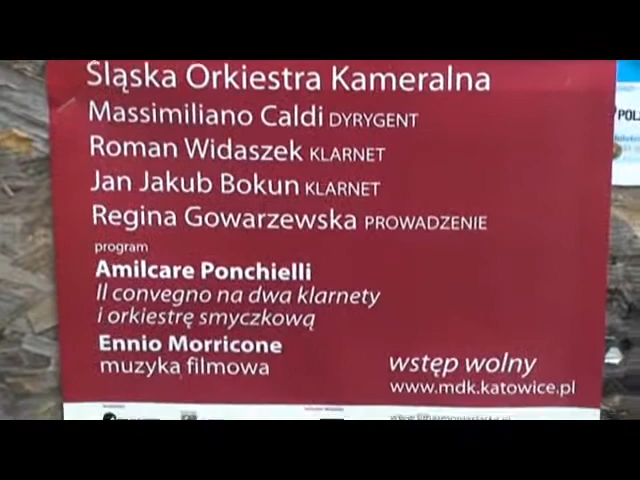 Śląska Orkiestra Kameralna
Massimiliano Caldi DYRYGENT
Roman Widaszek KLARNET
Jan Jakub Bokun KLARNET
Regina Gowarzewska PROWADZENIE
program
Amilcare Ponchielli
Il convegno na dwa klarnety
i orkiestrę smyczkową
Ennio Morricone
muzyka filmowa
wstęp wolny
www.mdk.katowice.pl